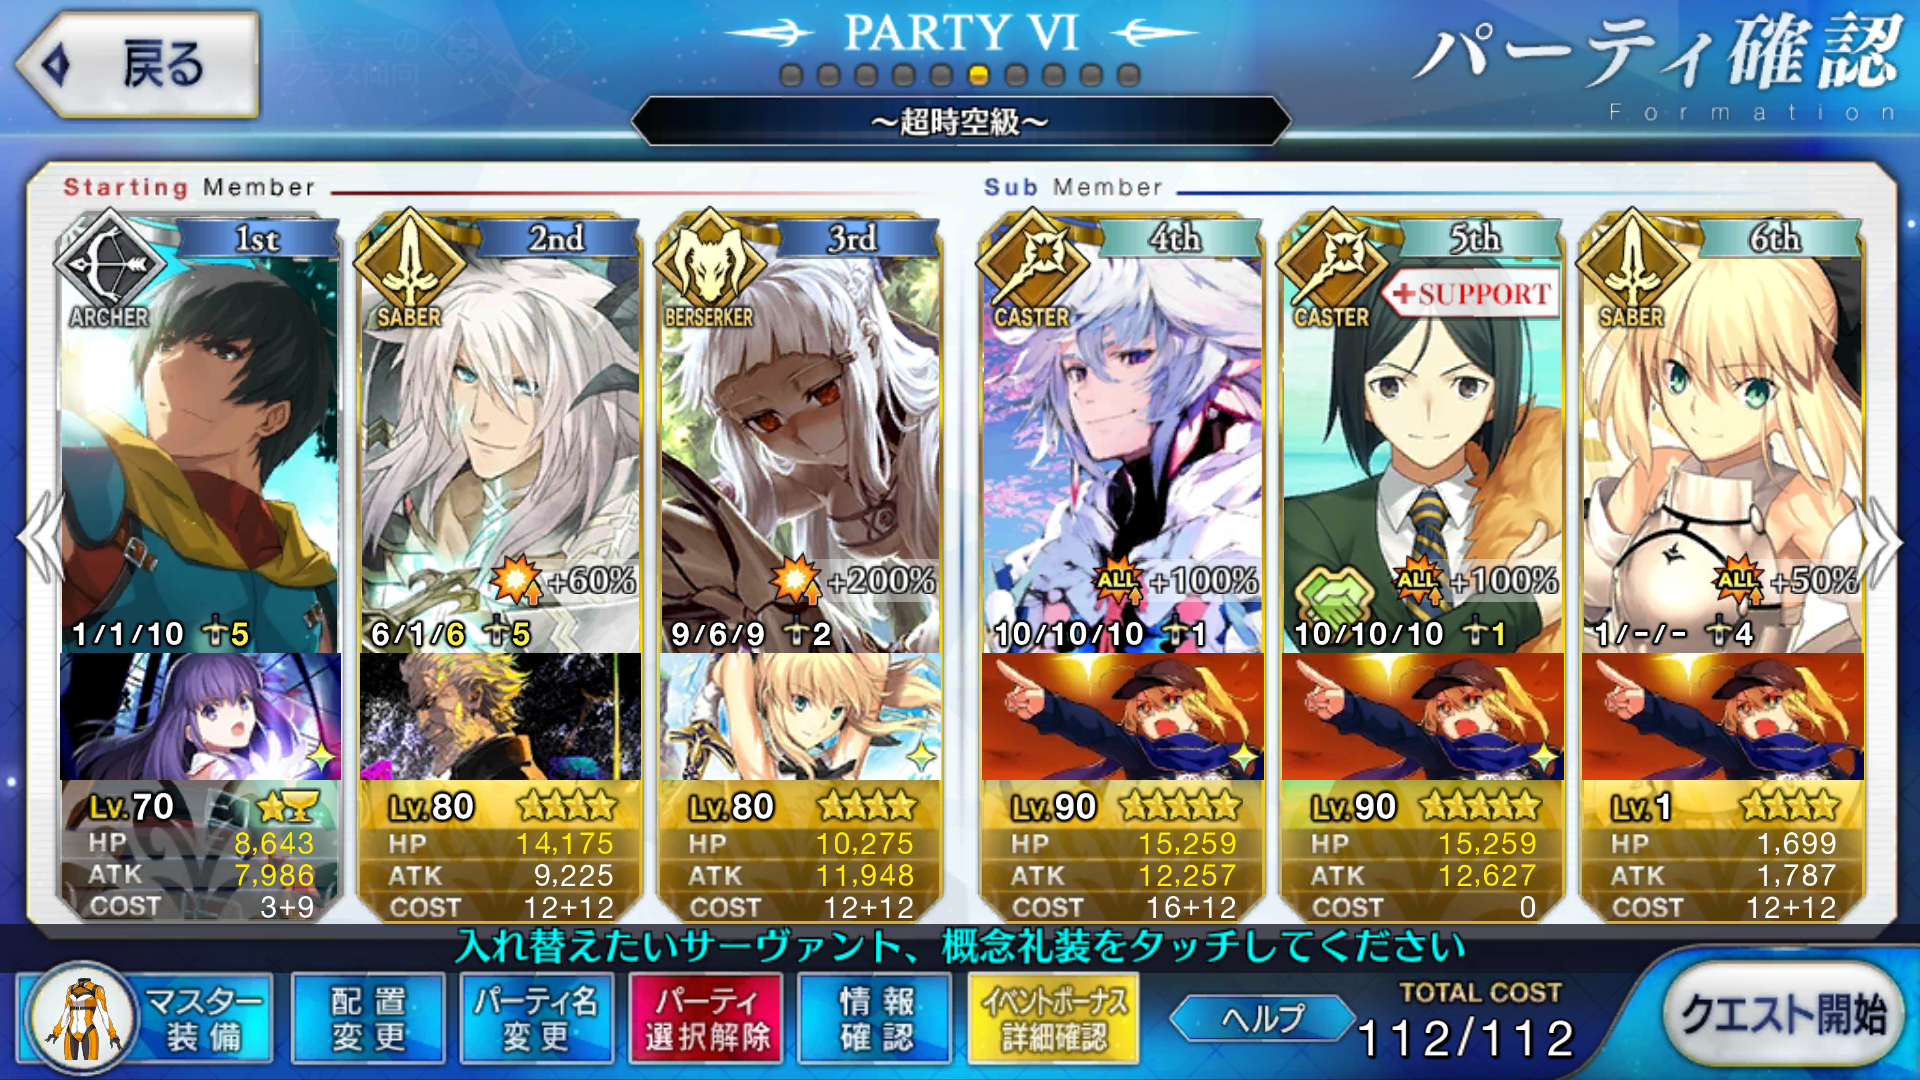 戻る
PARTY VI
パーティ確認
Formation
～超時空級～
Starting Member
Sub Member
1st
2nd
3rd
4th
5th
6th
ARCHER
SABER
BERSERKER
CASTER
CASTER
+SUPPORT
SABER
+60%
+200%
ALL +100%
ALL +100%
ALL +50%
1/1/10 5
6/1/6 5
9/6/9 2
10/10/10 1
10/10/10 1
1/-/- 4
Lv.70
HP 8,643
ATK 7,986
COST 3+9
Lv.80
HP 14,175
ATK 9,225
COST 12+12
Lv.80
HP 10,275
ATK 11,948
COST 12+12
Lv.90
HP 15,259
ATK 12,257
COST 16+12
Lv.90
HP 15,259
ATK 12,627
COST 0
Lv.1
HP 1,699
ATK 1,787
COST 12+12
入れ替えたいサーヴァント、概念礼装をタッチしてください
マスター
装備
配置
変更
パーティ名
変更
パーティ
選択解除
情報
確認
イベントボーナス
詳細確認
ヘルプ
TOTAL COST
112/112
クエスト開始